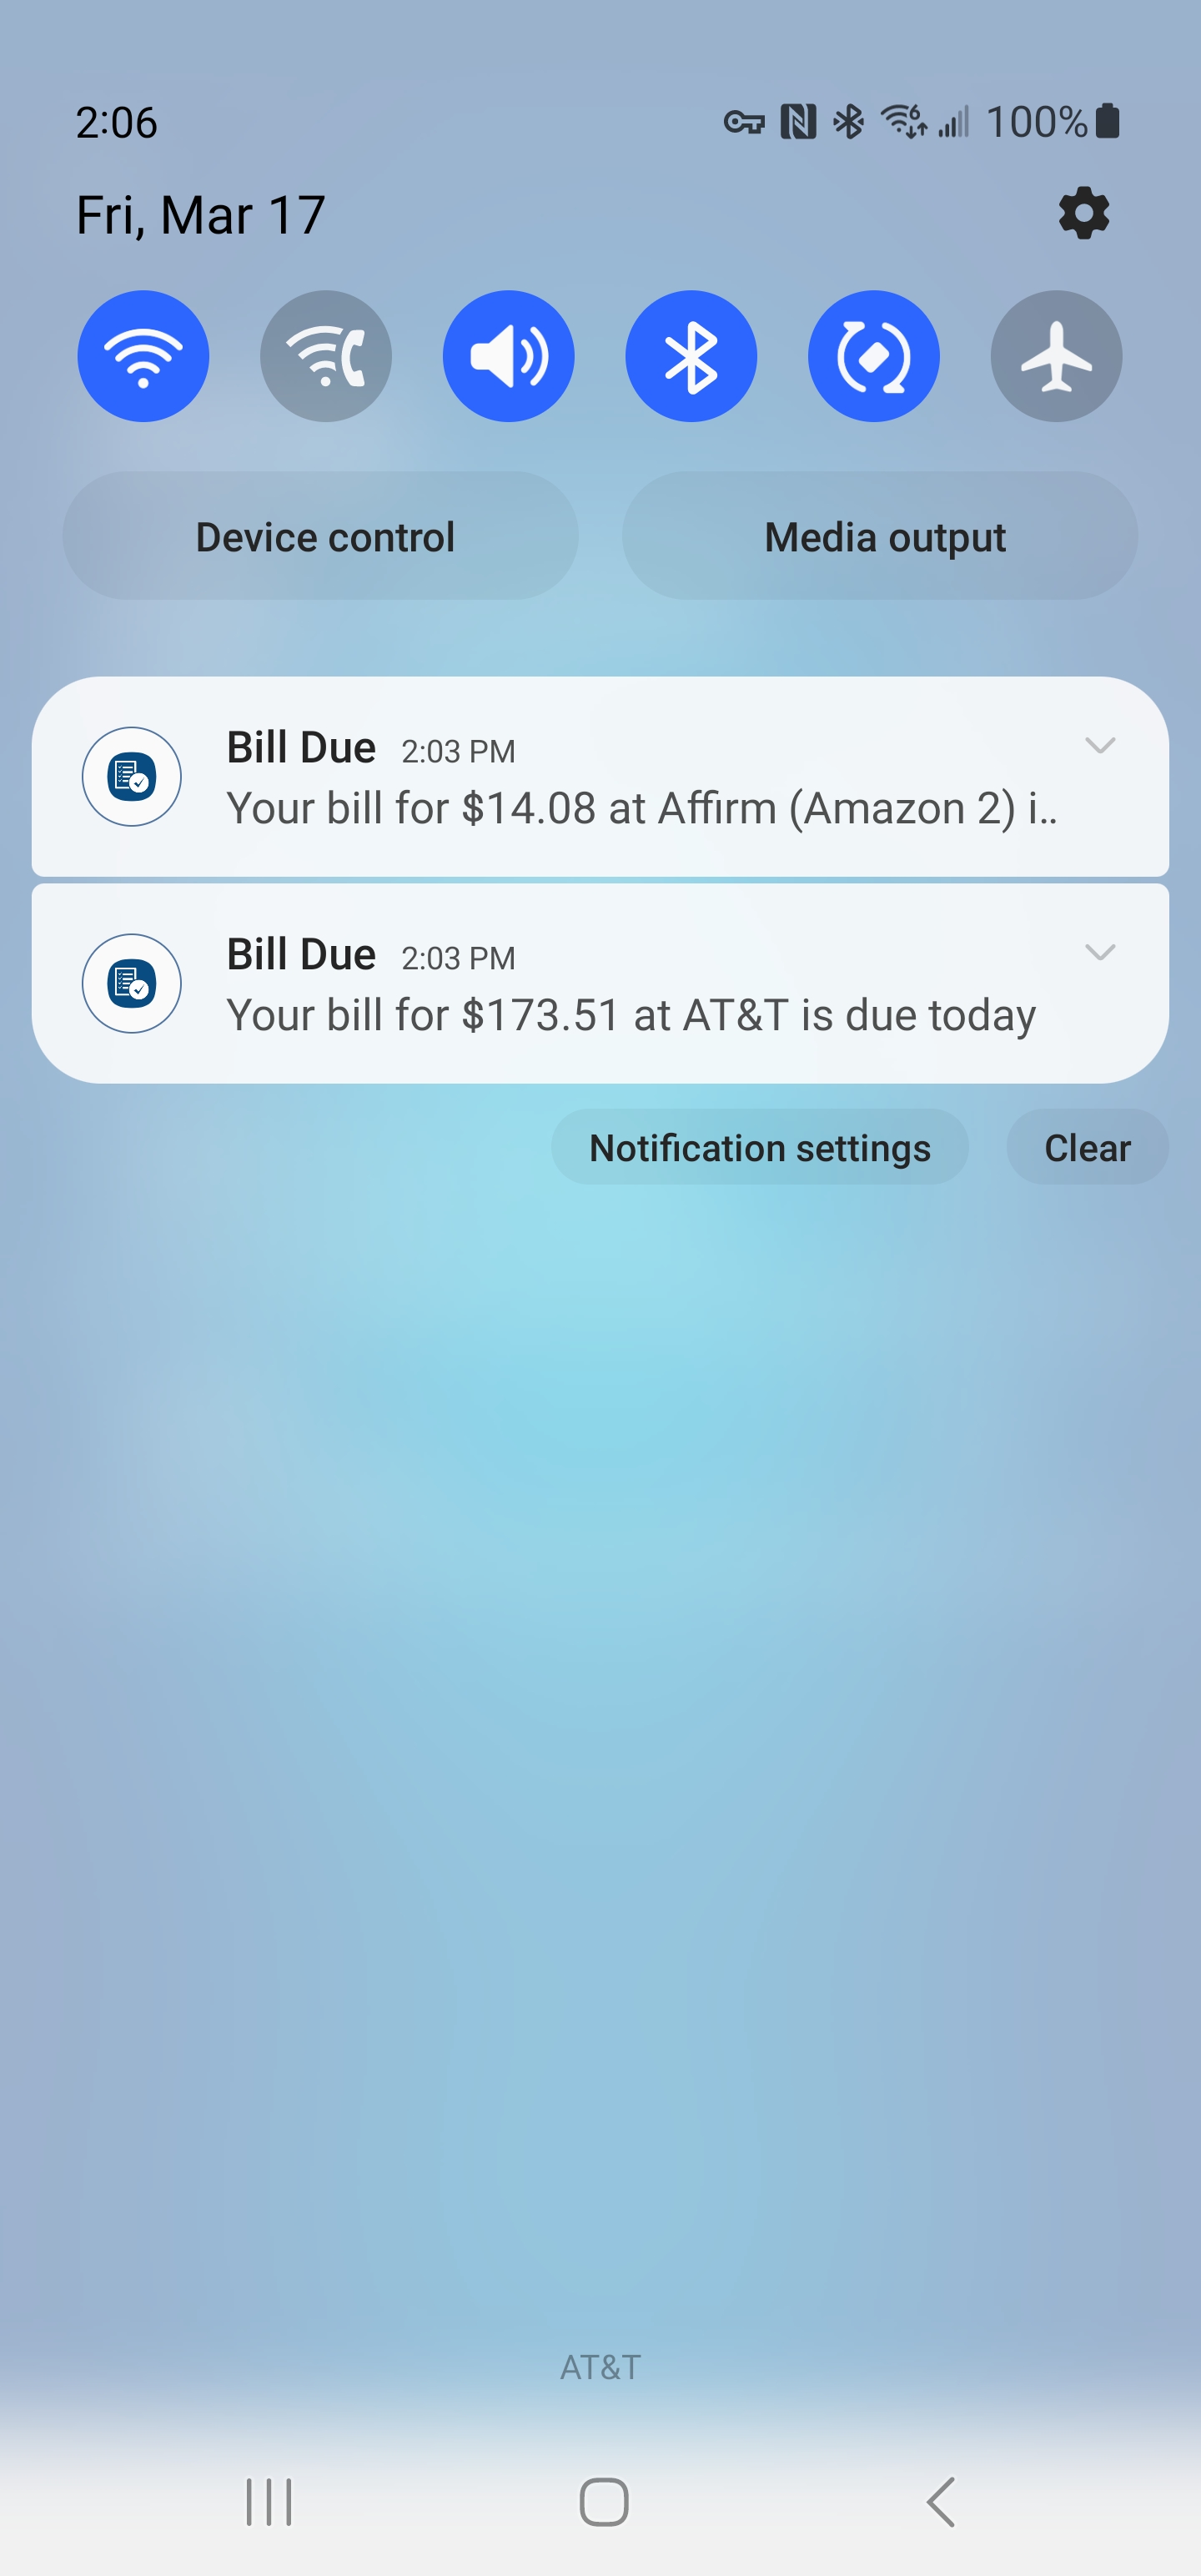 2:06
6 100%
Fri, Mar 17
Device control
Media output
Bill Due 2:03 PM
Your bill for $14.08 at Affirm (Amazon 2) i..
Bill Due 2:03 PM
Your bill for $173.51 at AT&T is due today
Notification settings
Clear
AT&T